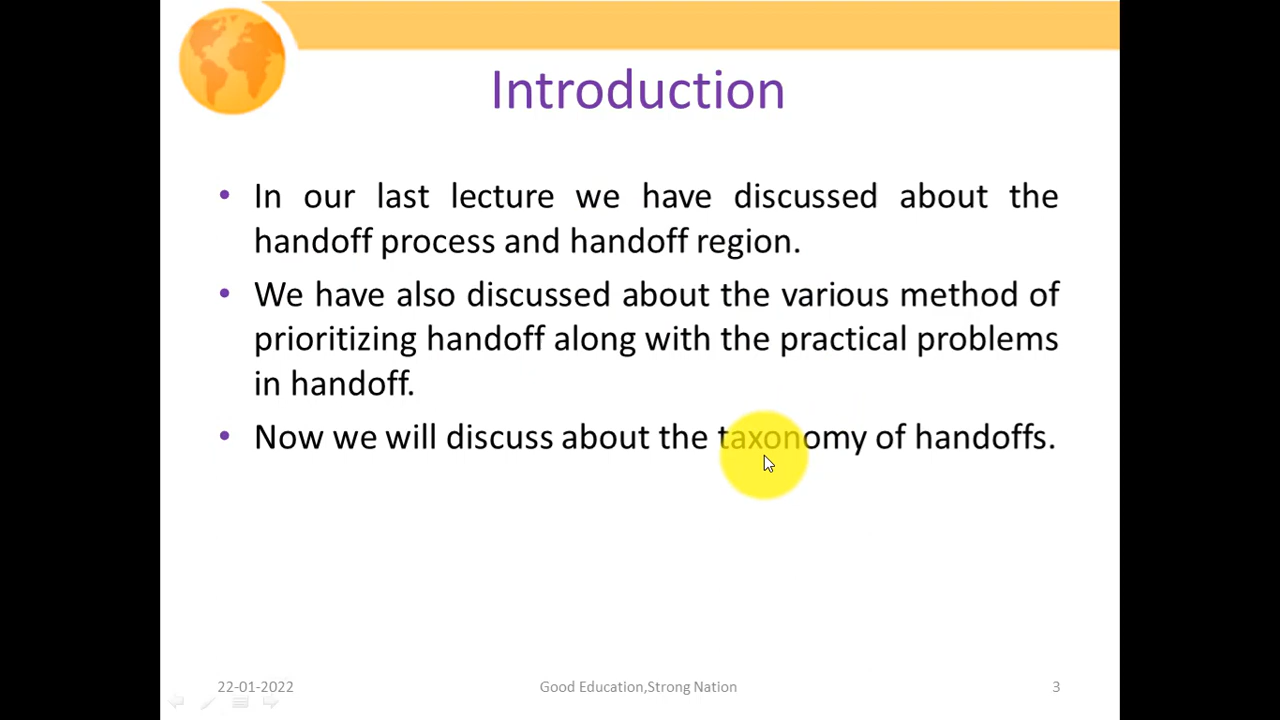 Introduction
• In our last lecture we have discussed about the
handoff process and handoff region.
• We have also discussed about the various method of
prioritizing handoff along with the practical problems
in handoff.
• Now we will discuss about the taxonomy of handoffs.
22-01-2022 Good Education,Strong Nation 3